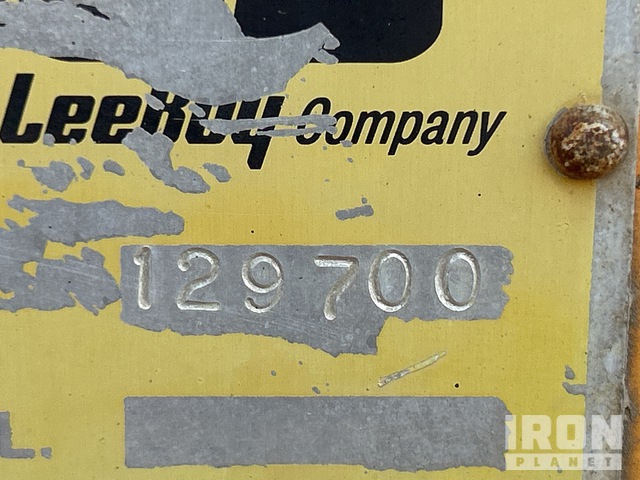 LeeBoy Company
129700
L.
IRON
PLANET